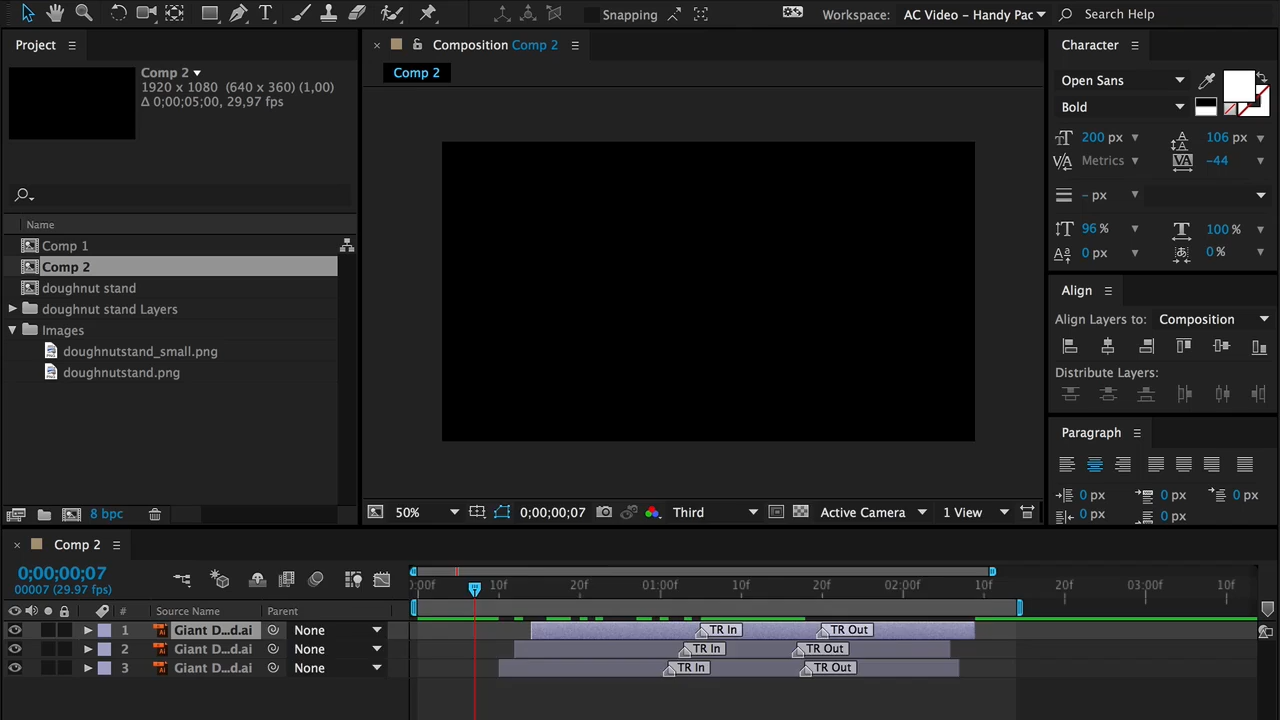 Snapping
Workspace:
AC Video - Handy Pac
Search Help
Project
Comp 2
1920 x 1080 (640 x 360) (1,00)
Δ 0;00;05;00, 29,97 fps
Name
Comp 1
Comp 2
doughnut stand
doughnut stand Layers
Images
doughnutstand_small.png
doughnutstand.png
8 bpc
Composition Comp 2
Comp 2
50%
0;00;00;07
Third
Active Camera
1 View
Character
Open Sans
Bold
200 px
106 px
Metrics
-44
- px
96 %
100 %
0 px
0 %
Align
Align Layers to:
Composition
Distribute Layers:
Paragraph
0 px
0 px
0 px
0 px
0 px
Comp 2
0;00;00;07
00007 (29.97 fps)
# Source Name Parent
:00f 10f 20f 01:00f 10f 20f 02:00f 10f 20f 03:00f 10f
1 Giant D...d.ai None TR In TR Out
2 Giant D...d.ai None TR In TR Out
3 Giant D...d.ai None TR In TR Out